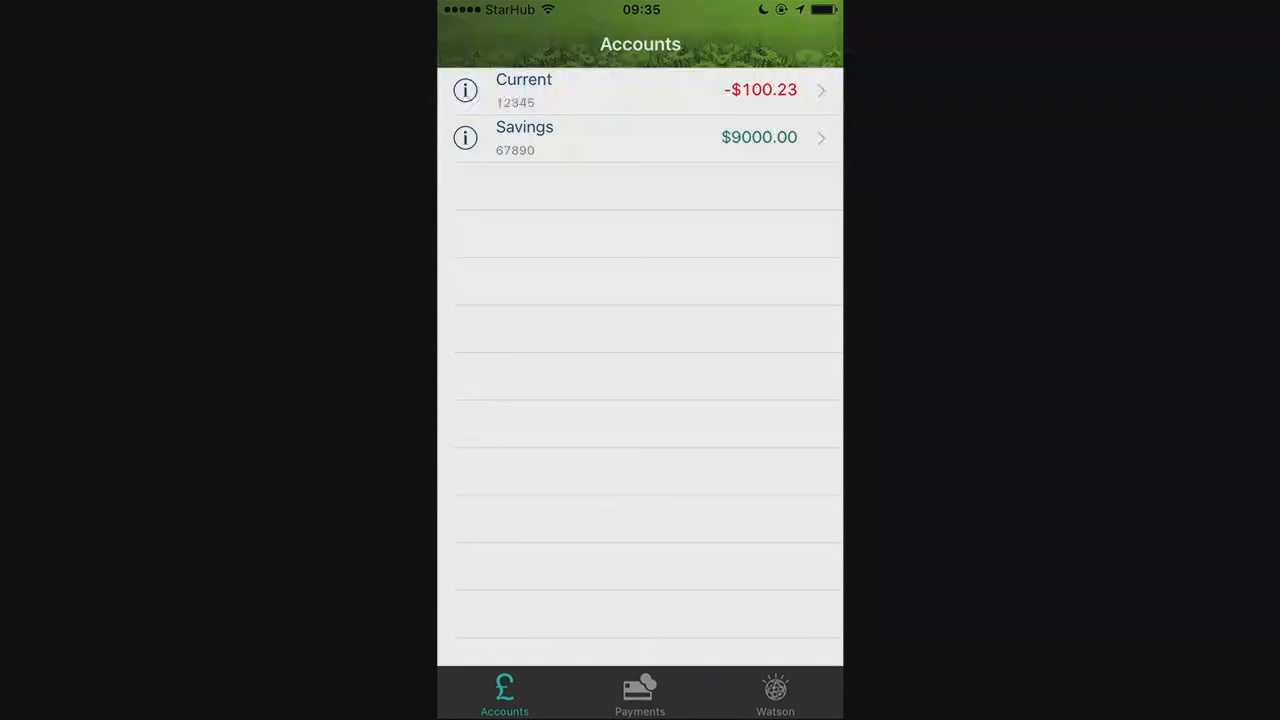 StarHub 09:35
Accounts
Current
-$100.23
12345
Savings
$9000.00
67890
Accounts Payments Watson